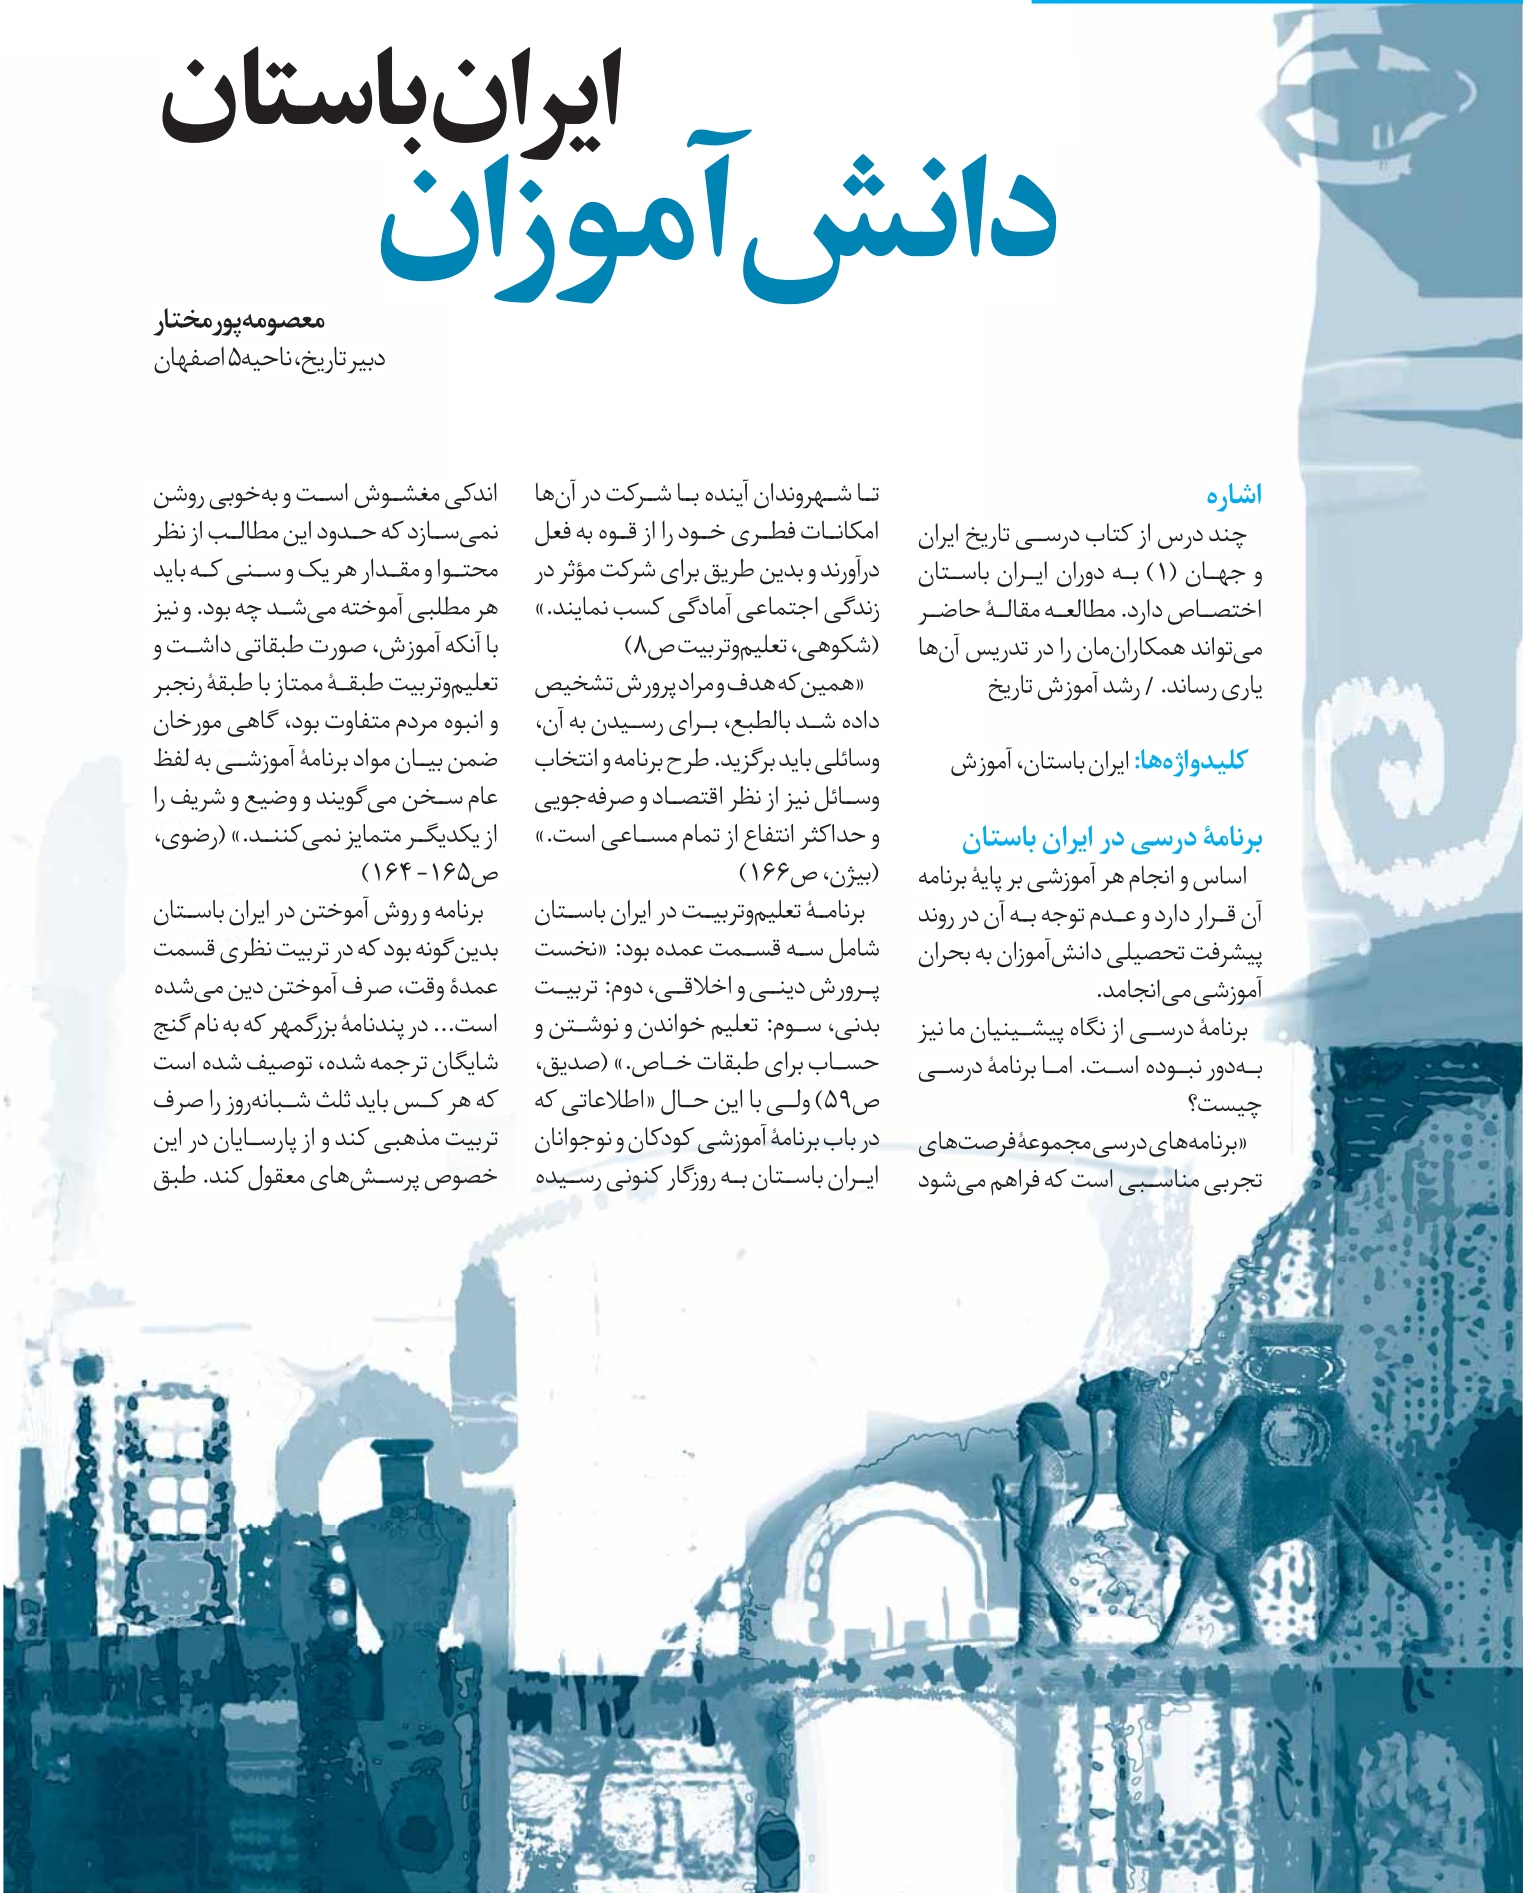 دانش‌آموزان
ایران باستان
معصومه پورمختار
دبیر تاریخ، ناحیه ۵ اصفهان
اشاره
چند درس از کتاب درسی تاریخ ایران
و جهان (۱) به دوران ایران باستان
اختصاص دارد. مطالعه مقالهٔ حاضر
می‌تواند همکاران‌مان را در تدریس آن‌ها
یاری رساند. / رشد آموزش تاریخ
کلیدواژه‌ها: ایران باستان، آموزش
برنامهٔ درسی در ایران باستان
اساس و انجام هر آموزشی بر پایهٔ برنامه
آن قرار دارد و عدم توجه به آن در روند
پیشرفت تحصیلی دانش‌آموزان به بحران
آموزشی می‌انجامد.
برنامهٔ درسی از نگاه پیشینیان ما نیز
به‌دور نبوده است. اما برنامهٔ درسی
چیست؟
«برنامه‌های درسی مجموعهٔ فرصت‌های
تجربی مناسبی است که فراهم می‌شود
تا شهروندان آینده با شرکت در آن‌ها
امکانات فطری خود را از قوه به فعل
درآورند و بدین طریق برای شرکت مؤثر در
زندگی اجتماعی آمادگی کسب نمایند.»
(شکوهی، تعلیم‌وتربیت ص۸)
«همین که هدف و مراد پرورش تشخیص
داده شد بالطبع، برای رسیدن به آن،
وسائلی باید برگزید. طرح برنامه و انتخاب
وسائل نیز از نظر اقتصاد و صرفه‌جویی
و حداکثر انتفاع از تمام مساعی است.»
(بیژن، ص۱۶۶)
برنامهٔ تعلیم‌وتربیت در ایران باستان
شامل سه قسمت عمده بود: «نخست
پرورش دینی و اخلاقی، دوم: تربیت
بدنی، سوم: تعلیم خواندن و نوشتن و
حساب برای طبقات خاص.» (صدیق،
ص۵۹) ولی با این حال «اطلاعاتی که
در باب برنامهٔ آموزشی کودکان و نوجوانان
ایران باستان به روزگار کنونی رسیده
اندکی مغشوش است و به‌خوبی روشن
نمی‌سازد که حدود این مطالب از نظر
محتوا و مقدار هر یک و سنی که باید
هر مطلبی آموخته می‌شد چه بود. و نیز
با آنکه آموزش، صورت طبقاتی داشت و
تعلیم‌وتربیت طبقهٔ ممتاز با طبقهٔ رنجبر
و انبوه مردم متفاوت بود، گاهی مورخان
ضمن بیان مواد برنامهٔ آموزشی به لفظ
عام سخن می‌گویند و وضیع و شریف را
از یکدیگر متمایز نمی‌کنند.» (رضوی،
ص۱۶۵- ۱۶۴)
برنامه و روش آموختن در ایران باستان
بدین‌گونه بود که در تربیت نظری قسمت
عمدهٔ وقت، صرف آموختن دین می‌شده
است... در پندنامهٔ بزرگمهر که به نام گنج
شایگان ترجمه شده، توصیف شده است
که هر کس باید ثلث شبانه‌روز را صرف
تربیت مذهبی کند و از پارسایان در این
خصوص پرسش‌های معقول کند. طبق